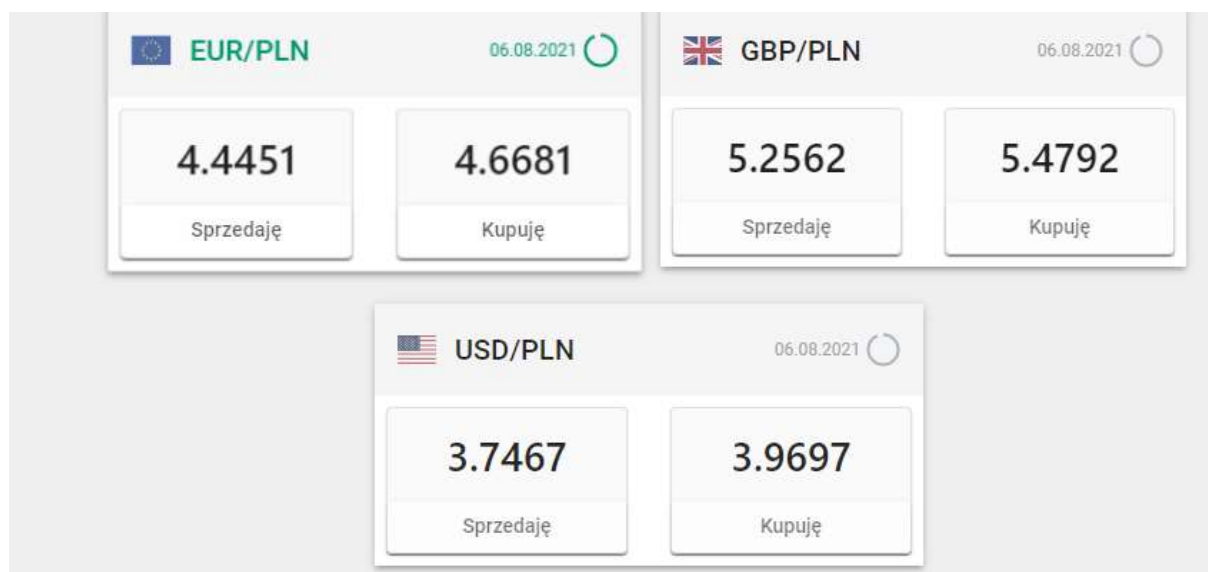 EUR/PLN 06.08.2021
4.4451 4.6681
Sprzedaję Kupuję
GBP/PLN 06.08.2021
5.2562 5.4792
Sprzedaję Kupuję
USD/PLN 06.08.2021
3.7467 3.9697
Sprzedaję Kupuję